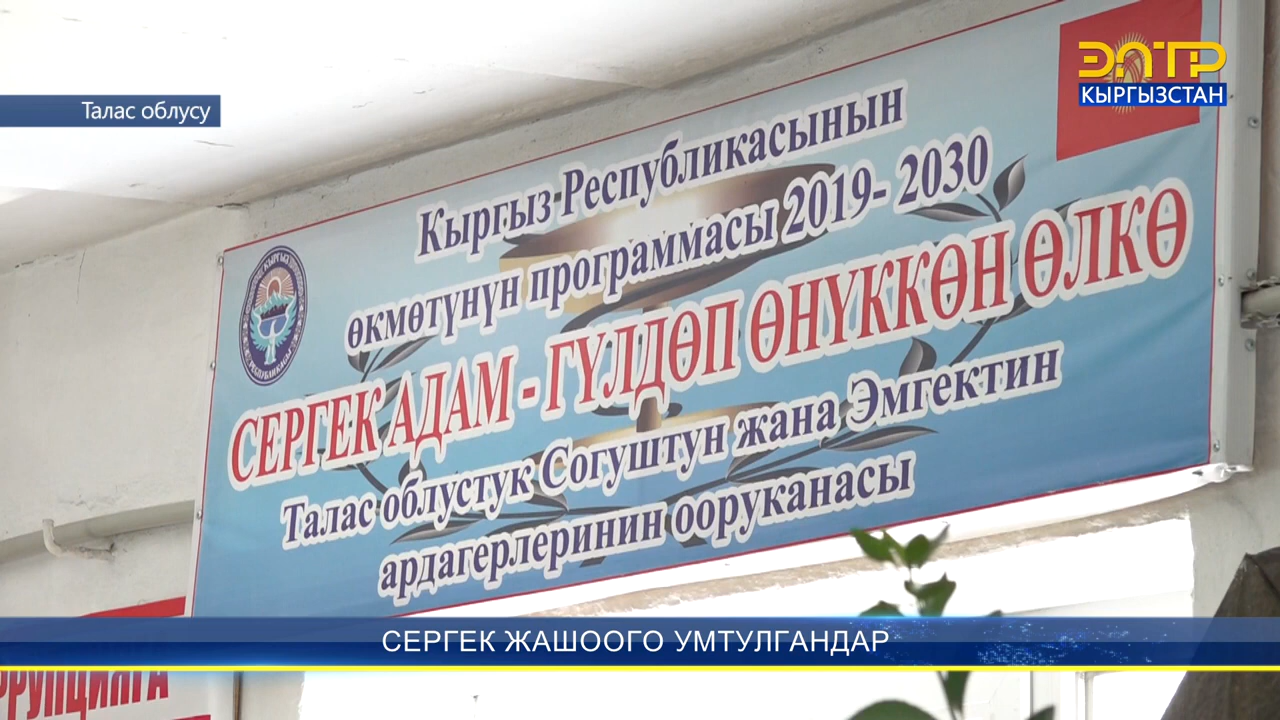 ЭЛТР
КЫРГЫЗСТАН
Талас облусу
Кыргыз Республикасынын
өкмөтүнүн программасы 2019- 2030
СЕРГЕК АДАМ - ГҮЛДӨП ӨНҮККӨН ӨЛКӨ
Талас облустук Согуштун жана Эмгектин
ардагерлеринин ооруканасы
СЕРГЕК ЖАШООГО УМТУЛГАНДАР